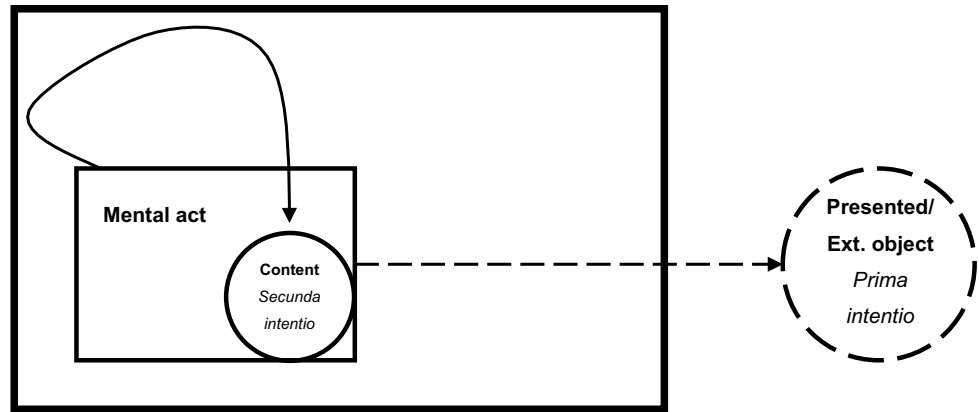 Mental act
Content
Secunda
intentio
Presented/
Ext. object
Prima
intentio